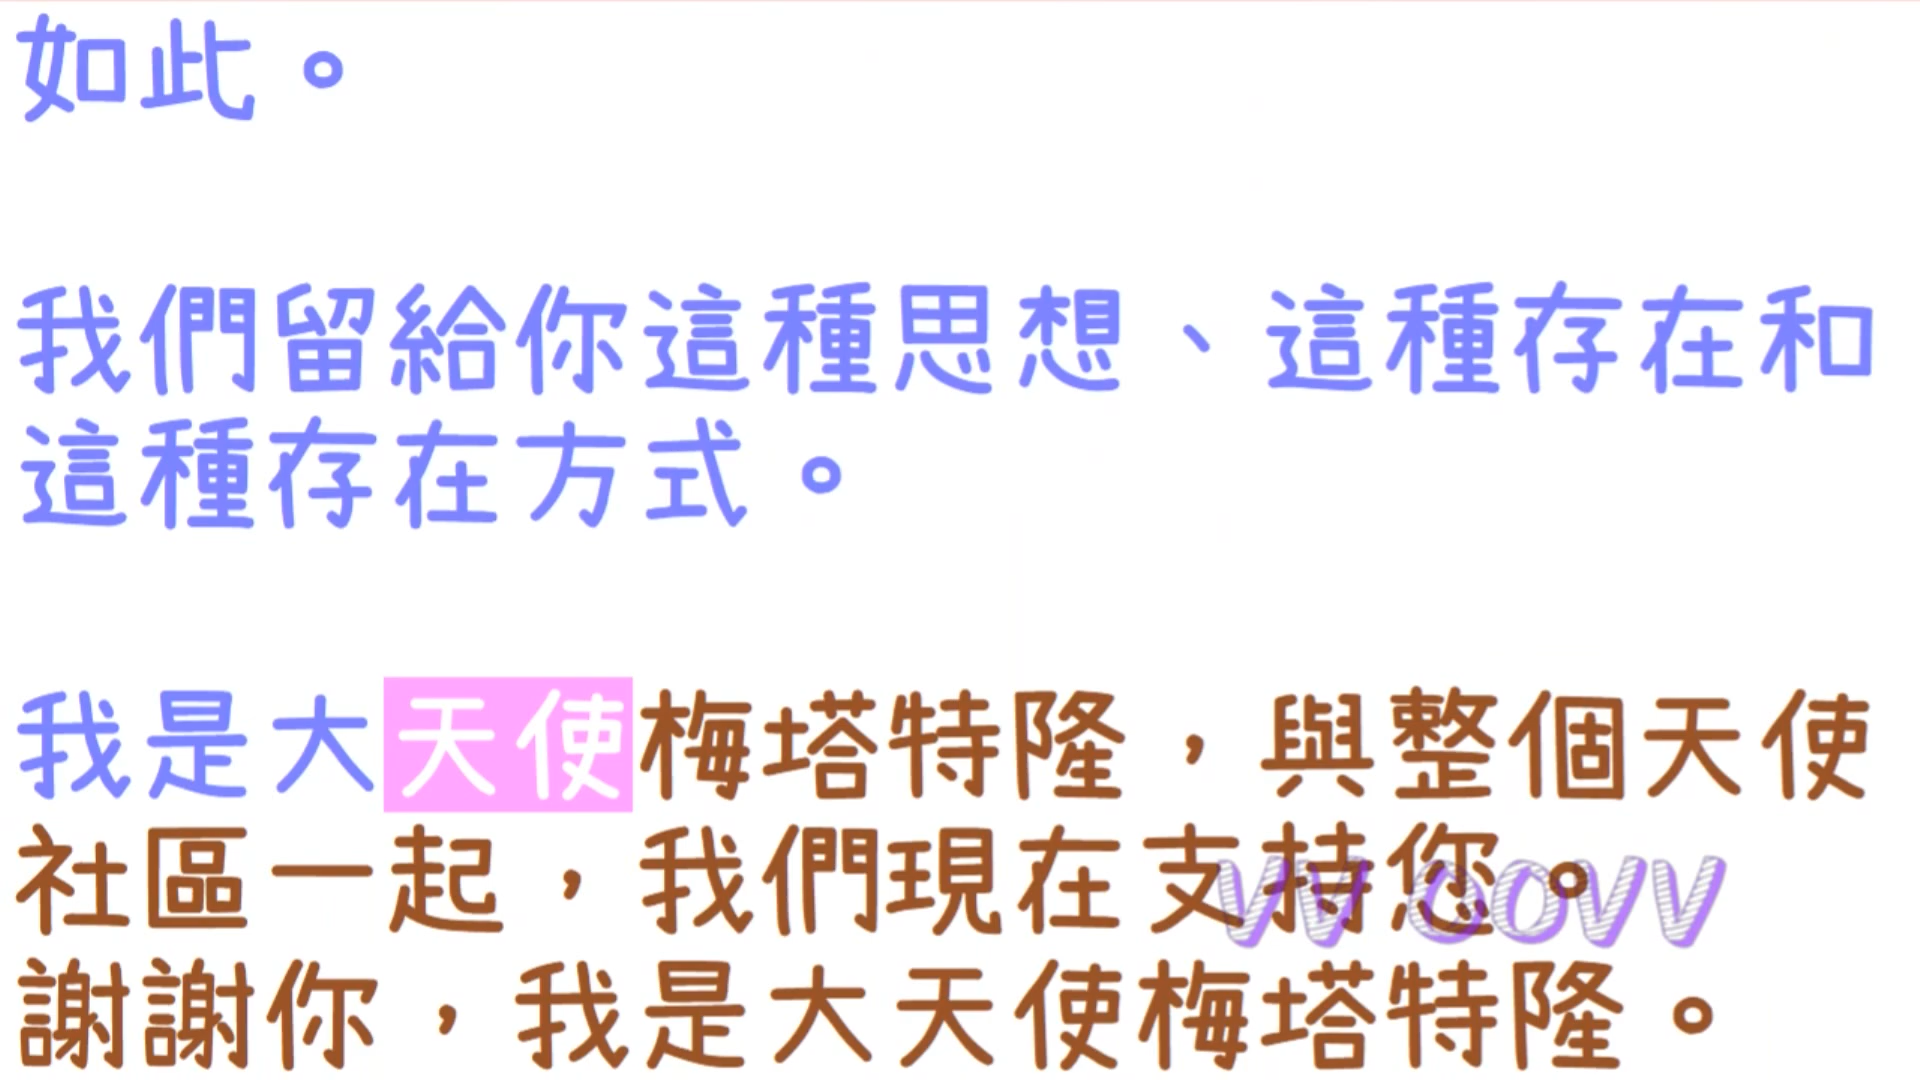 如此。
我們留給你這種思想、這種存在和
這種存在方式。
我是大天使梅塔特隆，與整個天使
社區一起，我們現在支持您。
VV OOVV
謝謝你，我是大天使梅塔特隆。